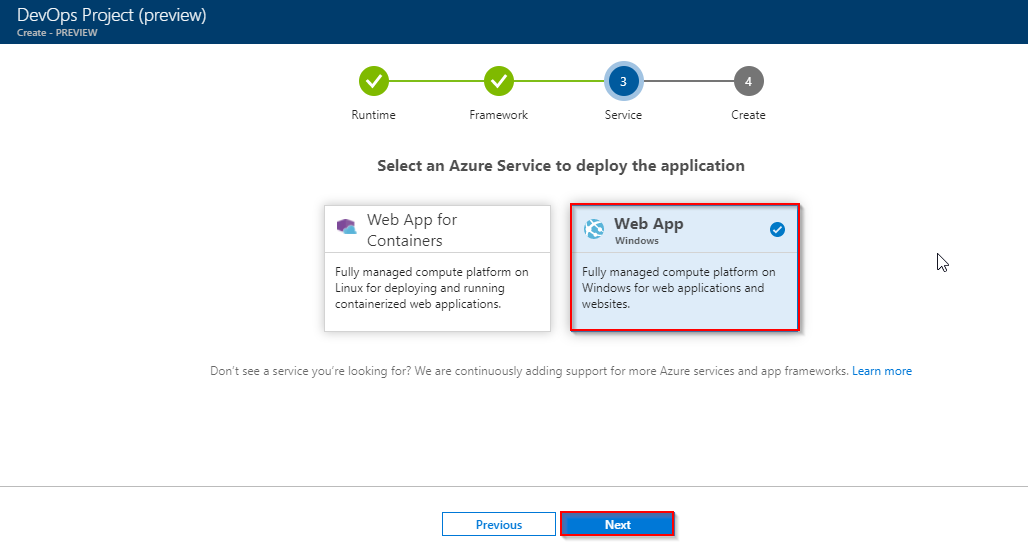 DevOps Project (preview)
Create - PREVIEW
3
4
Runtime
Framework
Service
Create
Select an Azure Service to deploy the application
Web App for
Containers
Fully managed compute platform on
Linux for deploying and running
containerized web applications.
Web App
Windows
Fully managed compute platform on
Windows for web applications and
websites.
Don't see a service you're looking for? We are continuously adding support for more Azure services and app frameworks. Learn more
Previous
Next